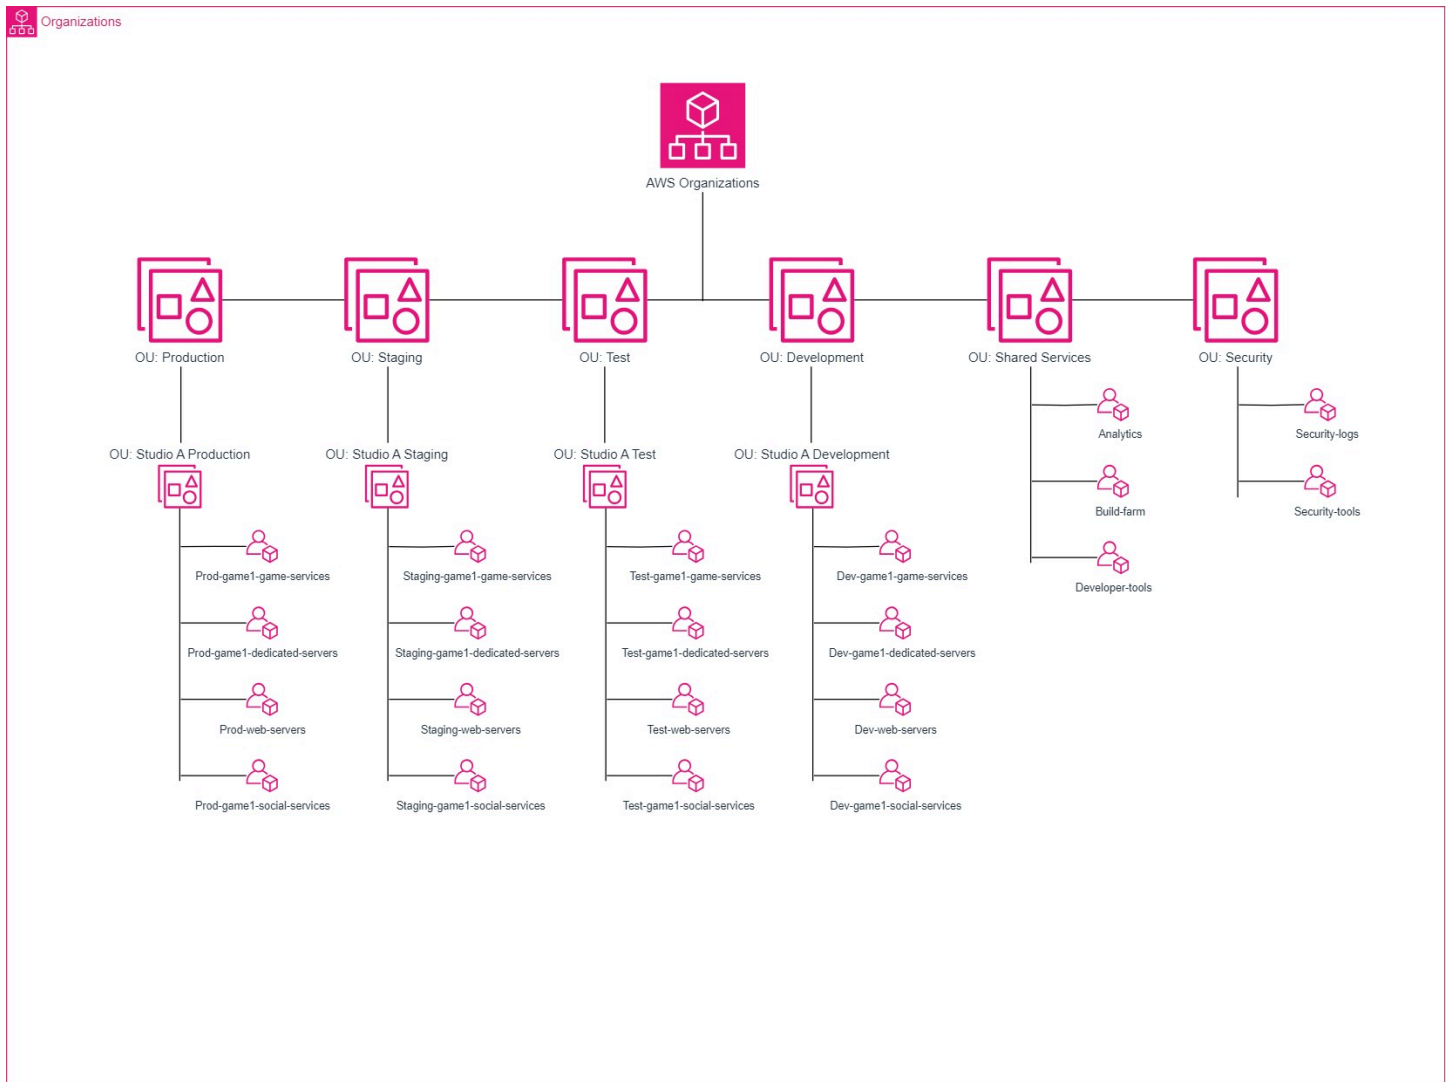 Organizations
AWS Organizations
OU: Production
OU: Staging
OU: Test
OU: Development
OU: Shared Services
OU: Security
Analytics
Security-logs
OU: Studio A Production
OU: Studio A Staging
OU: Studio A Test
OU: Studio A Development
Build-farm
Security-tools
Prod-game1-game-services
Staging-game1-game-services
Test-game1-game-services
Dev-game1-game-services
Developer-tools
Prod-game1-dedicated-servers
Staging-game1-dedicated-servers
Test-game1-dedicated-servers
Dev-game1-dedicated-servers
Prod-web-servers
Staging-web-servers
Test-web-servers
Dev-web-servers
Prod-game1-social-services
Staging-game1-social-services
Test-game1-social-services
Dev-game1-social-services